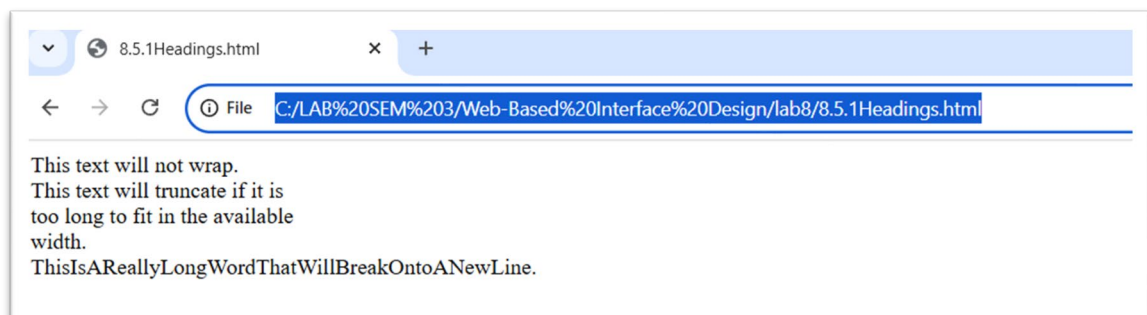 8.5.1Headings.html
File C:/LAB%20SEM%203/Web-Based%20Interface%20Design/lab8/8.5.1Headings.html
This text will not wrap.
This text will truncate if it is
too long to fit in the available
width.
ThisIsAReallyLongWordThatWillBreakOntoANewLine.